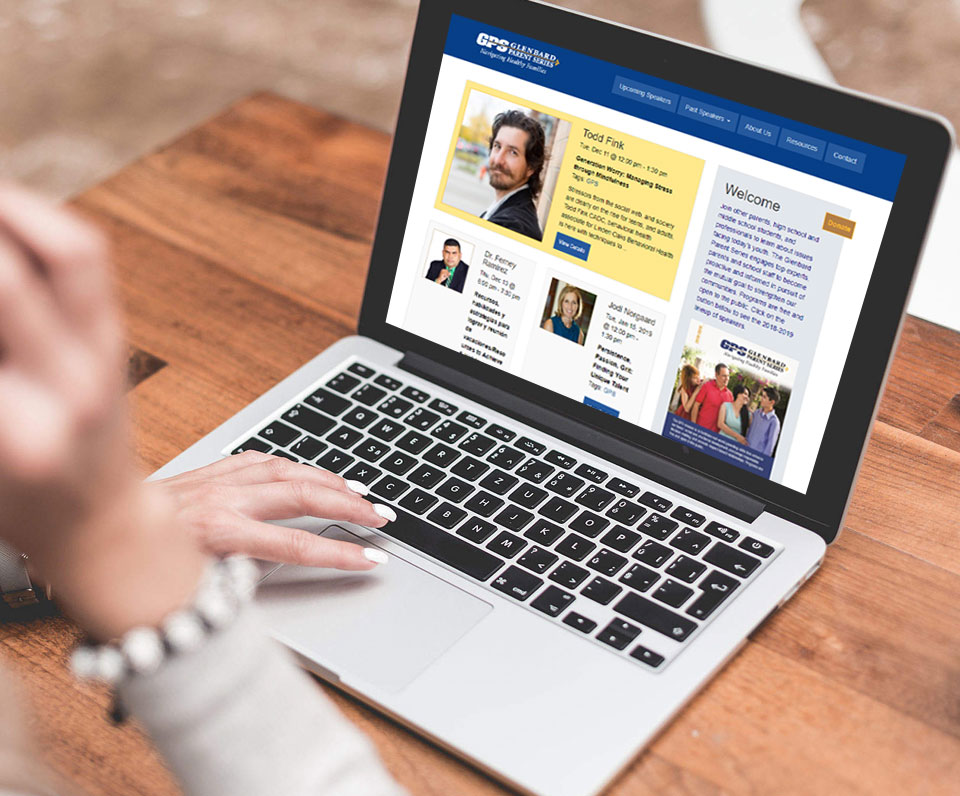 GPS GLENBARD
PARENT SERIES
Navigating Healthy Families
Upcoming Speakers
Past Speakers
About Us
Resources
Contact
Todd Fink
Tue, Dec 11 @ 12:00 pm - 1:30 pm
Generation Worry: Managing Stress
through Mindfulness
Tags: GPS
Stressors from the social web, and society
are clearly on the rise for teens, and adults.
Todd Fink CADC, behavioral health
associate for Linden Oaks Behavioral Health
is here with techniques to ...
View Details
Dr. Ferney
Ramirez
Thu, Dec 13 @
6:00 pm - 7:30 pm
Recursos,
habilidades y
estrategias para
lograr y reunión
de
vacaciones/Reso
urces to Achieve
Jodi Norgaard
Tue, Jan 15, 2019
@ 12:00 pm -
1:30 pm
Persistence,
Passion, Grit:
Finding Your
Unique Talent
Tags: GPS
Welcome
Donate
Join other parents, high school and
middle school students, and
professionals to learn about issues
facing today's youth. The Glenbard
Parent Series engages top experts,
parents and school staff to become
proactive and informed in pursuit of
the mutual goal to strengthen our
communities. Programs are free and
open to the public. Click on the
button below to see the 2018-2019
lineup of speakers.
GPS GLENBARD
PARENT SERIES
Navigating Healthy Families
Q W E R T Z U I O P
A S D F G H J K L
Y X C V B N M